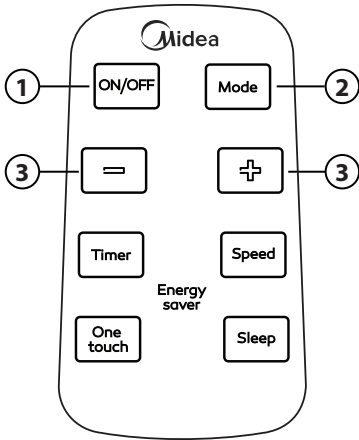 Midea
1
ON/OFF
Mode
2
3
3
Timer
Speed
Energy
saver
One
touch
Sleep